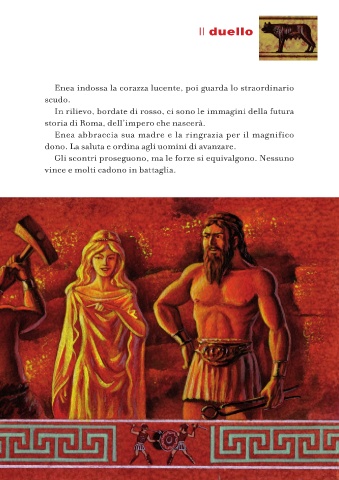 Il duello
Enea indossa la corazza lucente, poi guarda lo straordinario
scudo.
In rilievo, bordate di rosso, ci sono le immagini della futura
storia di Roma, dell'impero che nascerà.
Enea abbraccia sua madre e la ringrazia per il magnifico
dono. La saluta e ordina agli uomini di avanzare.
Gli scontri proseguono, ma le forze si equivalgono. Nessuno
vince e molti cadono in battaglia.